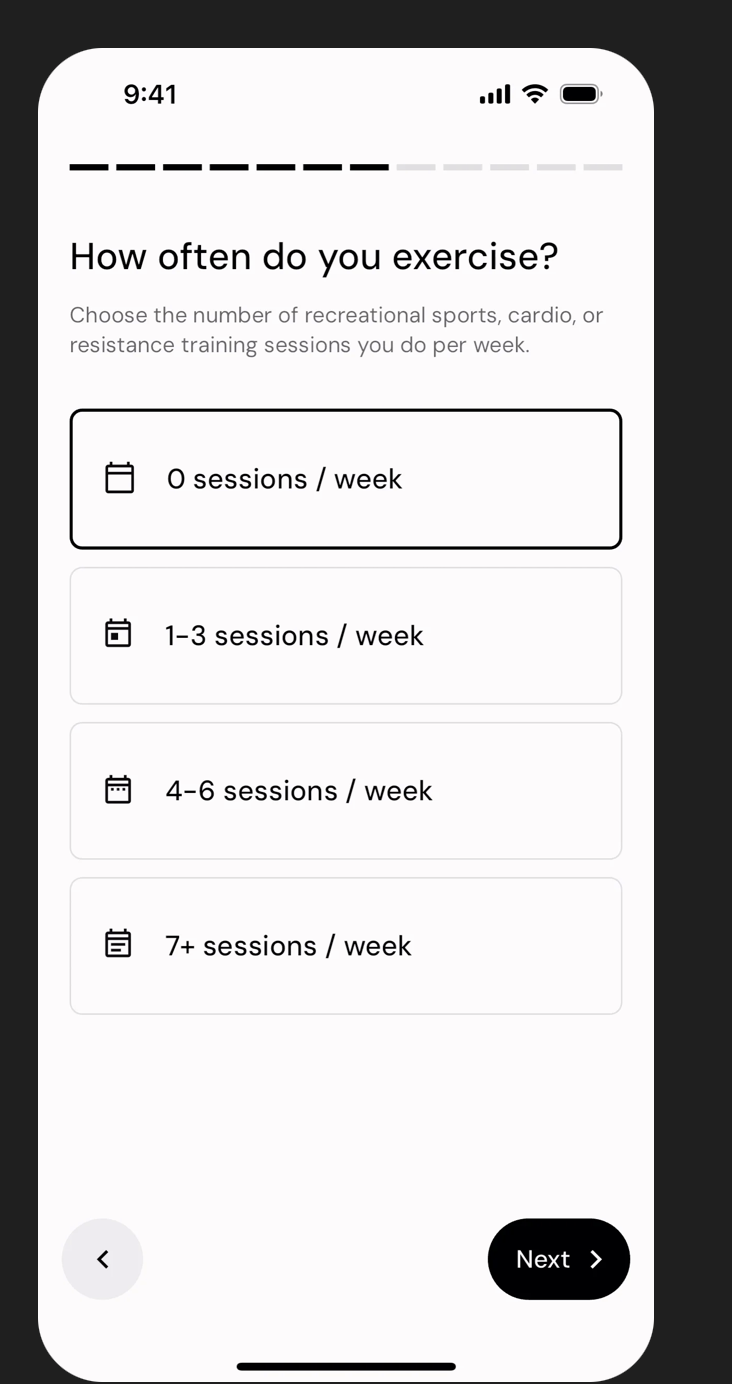 9:41
How often do you exercise?
Choose the number of recreational sports, cardio, or
resistance training sessions you do per week.
0 sessions / week
1–3 sessions / week
4–6 sessions / week
7+ sessions / week
Next